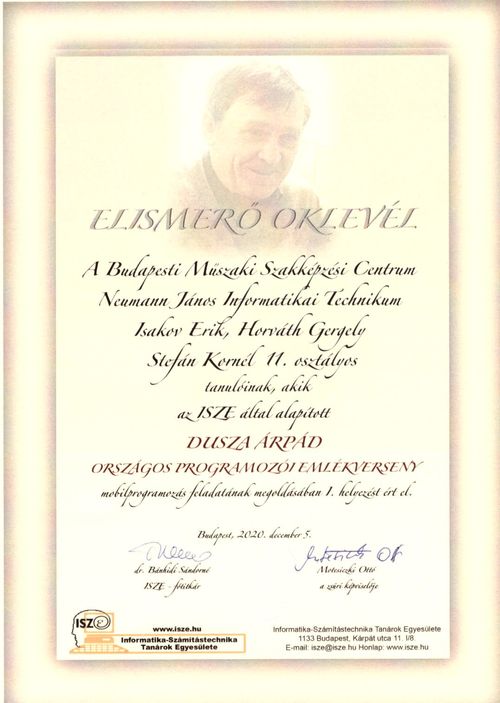 ELISMERŐ OKLEVÉL
A Budapesti Műszaki Szakképzési Centrum
Neumann János Informatikai Technikum
Isakov Erik, Horváth Gergely
Stefán Kornél 11. osztályos
tanulóinak, akik
az ISZE által alapított
DUSZA ÁRPÁD
ORSZÁGOS PROGRAMOZÓI EMLÉKVERSENY
mobilprogramozás feladatának megoldásában 1. helyezést ért el.
Budapest, 2020. december 5.
dr. Bánhidi Sándorné
ISZE - főtitkár
Motesiczki Ottó
a zsűri képviselője
ISZE
www.isze.hu
Informatika-Számítástechnika
Tanárok Egyesülete
Informatika-Számítástechnika Tanárok Egyesülete
1133 Budapest, Kárpát utca 11. I/8.
E-mail: isze@isze.hu Honlap: www.isze.hu